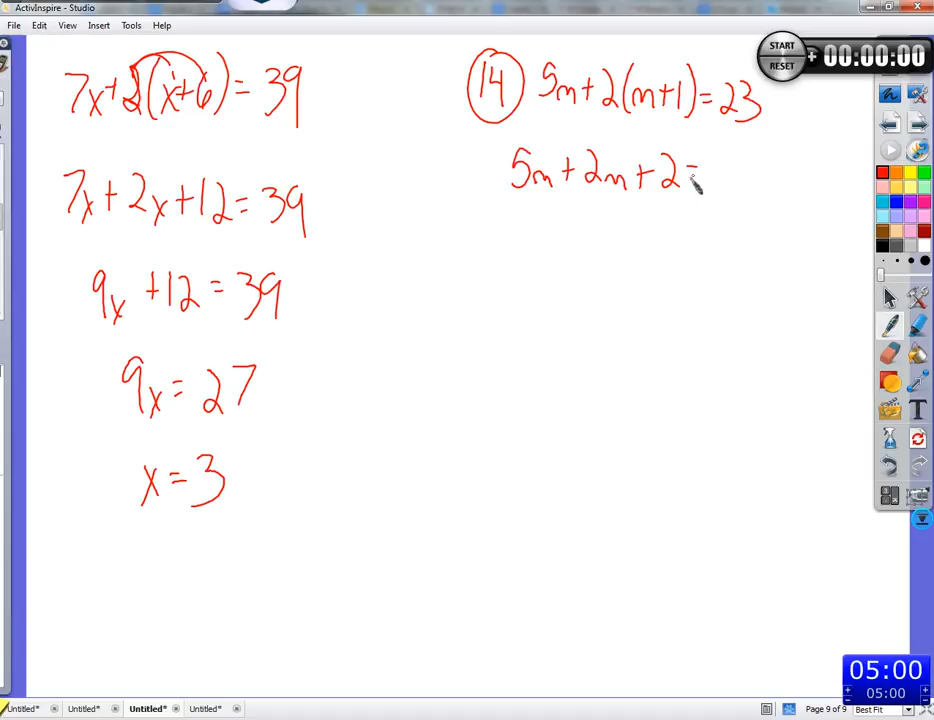 ActivInspire - Studio
File Edit View Insert Tools Help
START
RESET
+ 00:00:00
7x+2(x+6)=39
7x+2x+12=39
9x +12=39
9x=27
x=3
14 5m+2(m+1)=23
5m+2m+2=
05:00
+ 05:00 +
Untitled* Untitled* Untitled* Untitled*
Page 9 of 9 Best Fit